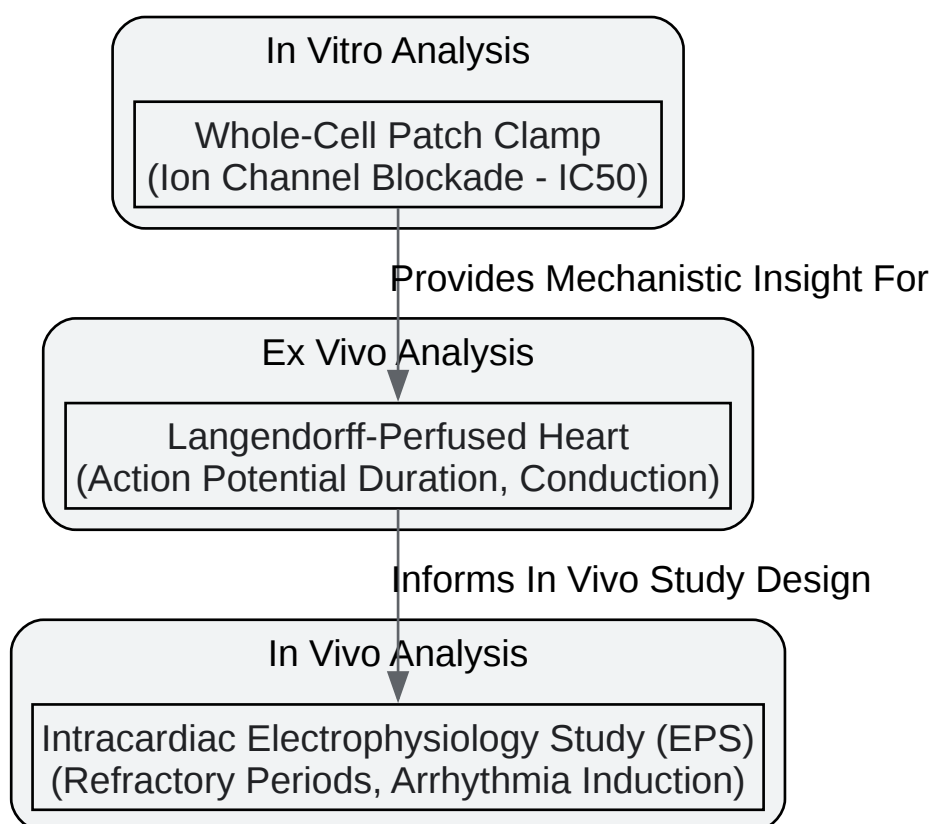 In Vitro Analysis
Whole-Cell Patch Clamp
(Ion Channel Blockade - IC50)
Provides Mechanistic Insight For
Ex Vivo Analysis
Langendorff-Perfused Heart
(Action Potential Duration, Conduction)
Informs In Vivo Study Design
In Vivo Analysis
Intracardiac Electrophysiology Study (EPS)
(Refractory Periods, Arrhythmia Induction)